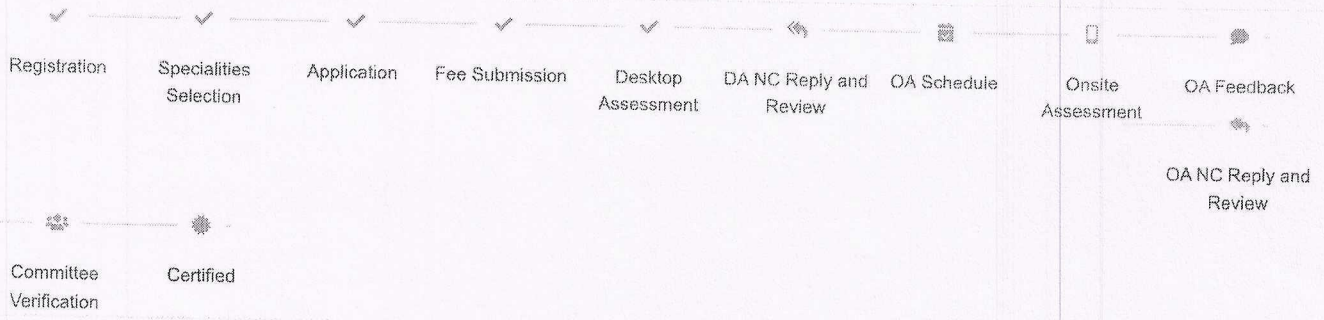 Registration
Specialities
Selection
Application
Fee Submission
Desktop
Assessment
DA NC Reply and
Review
OA Schedule
Onsite
Assessment
OA Feedback
OA NC Reply and
Review
Committee
Verification
Certified